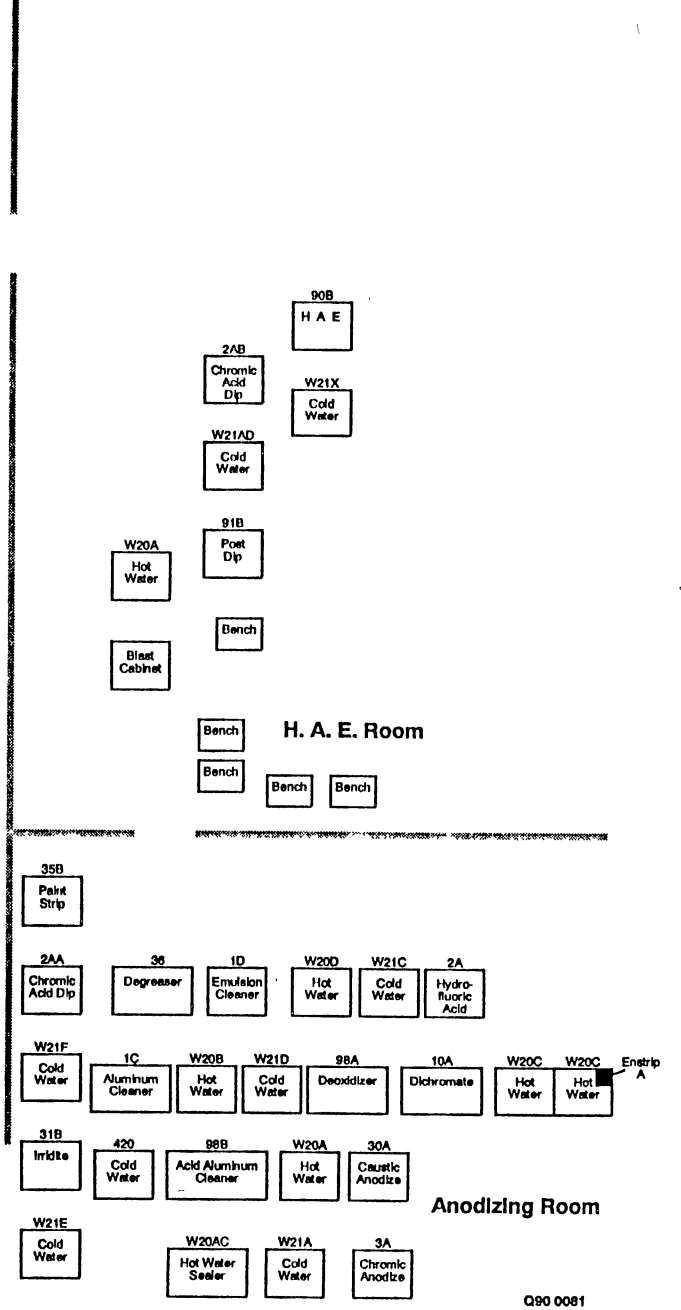 90B
H A E
2AB
Chromic
Acid
Dip
W21X
Cold
Water
W21AD
Cold
Water
91B
Post
Dip
W20A
Hot
Water
Bench
Blast
Cabinet
Bench
H. A. E. Room
Bench
Bench
Bench
35B
Paint
Strip
2AA
Chromic
Acid Dip
36
Degreaser
1D
Emulsion
Cleaner
W20D
Hot
Water
W21C
Cold
Water
2A
Hydro-
fluoric
Acid
W21F
Cold
Water
1C
Aluminum
Cleaner
W20B
Hot
Water
W21D
Cold
Water
98A
Deoxidizer
10A
Dichromate
W20C
Hot
Water
W20C
Hot
Water
Enstrip
A
31B
Irridite
420
Cold
Water
98B
Acid Aluminum
Cleaner
W20A
Hot
Water
30A
Caustic
Anodize
Anodizing Room
W21E
Cold
Water
W20AC
Hot Water
Sealer
W21A
Cold
Water
3A
Chromic
Anodize
Q90 0081